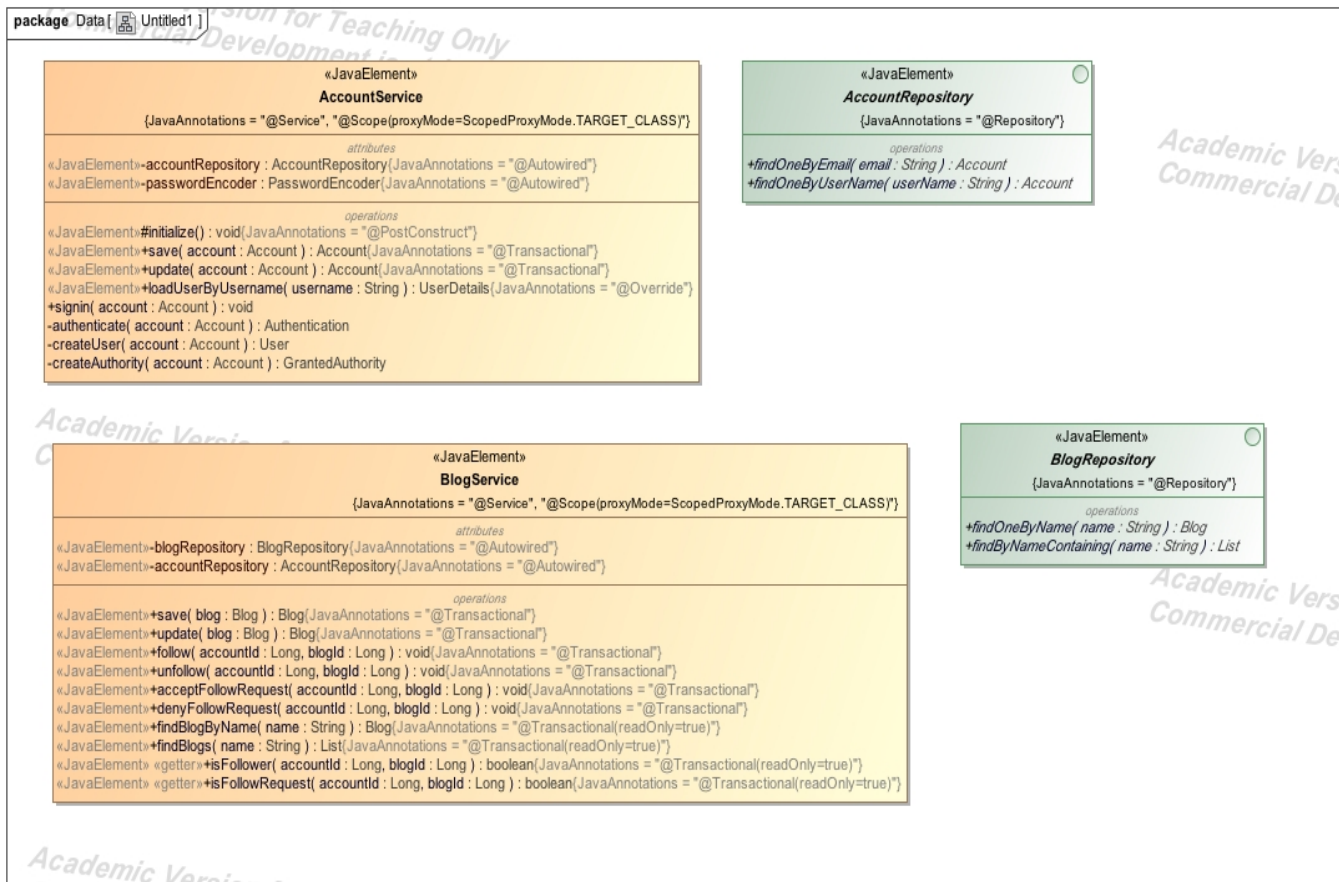 package Data [ Untitled1 ]
Version for Teaching Only
Commercial Development is
«JavaElement»
AccountService
{JavaAnnotations = "@Service", "@Scope(proxyMode=ScopedProxyMode.TARGET_CLASS)"}
attributes
«JavaElement»-accountRepository : AccountRepository{JavaAnnotations = "@Autowired"}
«JavaElement»-passwordEncoder : PasswordEncoder{JavaAnnotations = "@Autowired"}
operations
«JavaElement»#initialize() : void{JavaAnnotations = "@PostConstruct"}
«JavaElement»+save( account : Account ) : Account{JavaAnnotations = "@Transactional"}
«JavaElement»+update( account : Account ) : Account{JavaAnnotations = "@Transactional"}
«JavaElement»+loadUserByUsername( username : String ) : UserDetails{JavaAnnotations = "@Override"}
+signin( account : Account ) : void
-authenticate( account : Account ) : Authentication
-createUser( account : Account ) : User
-createAuthority( account : Account ) : GrantedAuthority
«JavaElement»
AccountRepository
{JavaAnnotations = "@Repository"}
operations
+findOneByEmail( email : String ) : Account
+findOneByUserName( userName : String ) : Account
Academic Vers
Commercial De
Academic Version
«JavaElement»
BlogService
{JavaAnnotations = "@Service", "@Scope(proxyMode=ScopedProxyMode.TARGET_CLASS)"}
attributes
«JavaElement»-blogRepository : BlogRepository{JavaAnnotations = "@Autowired"}
«JavaElement»-accountRepository : AccountRepository{JavaAnnotations = "@Autowired"}
operations
«JavaElement»+save( blog : Blog ) : Blog{JavaAnnotations = "@Transactional"}
«JavaElement»+update( blog : Blog ) : Blog{JavaAnnotations = "@Transactional"}
«JavaElement»+follow( accountId : Long, blogId : Long ) : void{JavaAnnotations = "@Transactional"}
«JavaElement»+unfollow( accountId : Long, blogId : Long ) : void{JavaAnnotations = "@Transactional"}
«JavaElement»+acceptFollowRequest( accountId : Long, blogId : Long ) : void{JavaAnnotations = "@Transactional"}
«JavaElement»+denyFollowRequest( accountId : Long, blogId : Long ) : void{JavaAnnotations = "@Transactional"}
«JavaElement»+findBlogByName( name : String ) : Blog{JavaAnnotations = "@Transactional(readOnly=true)"}
«JavaElement»+findBlogs( name : String ) : List{JavaAnnotations = "@Transactional(readOnly=true)"}
«JavaElement» «getter»+isFollower( accountId : Long, blogId : Long ) : boolean{JavaAnnotations = "@Transactional(readOnly=true)"}
«JavaElement» «getter»+isFollowRequest( accountId : Long, blogId : Long ) : boolean{JavaAnnotations = "@Transactional(readOnly=true)"}
«JavaElement»
BlogRepository
{JavaAnnotations = "@Repository"}
operations
+findOneByName( name : String ) : Blog
+findByNameContaining( name : String ) : List
Academic Vers
Commercial De
Academic Version